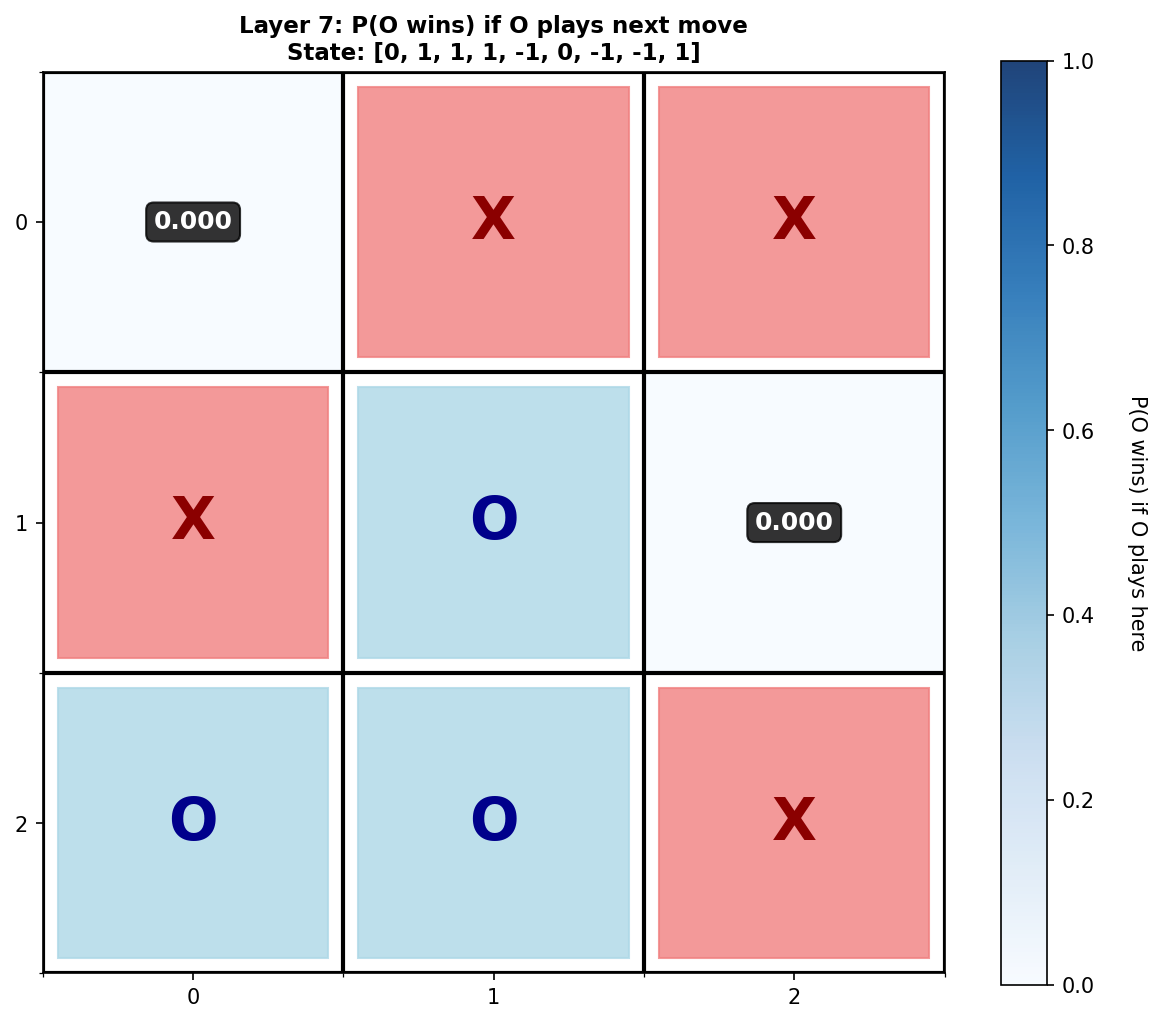 Layer 7: P(O wins) if O plays next move
State: [0, 1, 1, 1, -1, 0, -1, -1, 1]
0
0.000
X
X
1
X
O
0.000
2
O
O
X
0
1
2
1.0
0.8
0.6
0.4
0.2
0.0
P(O wins) if O plays here